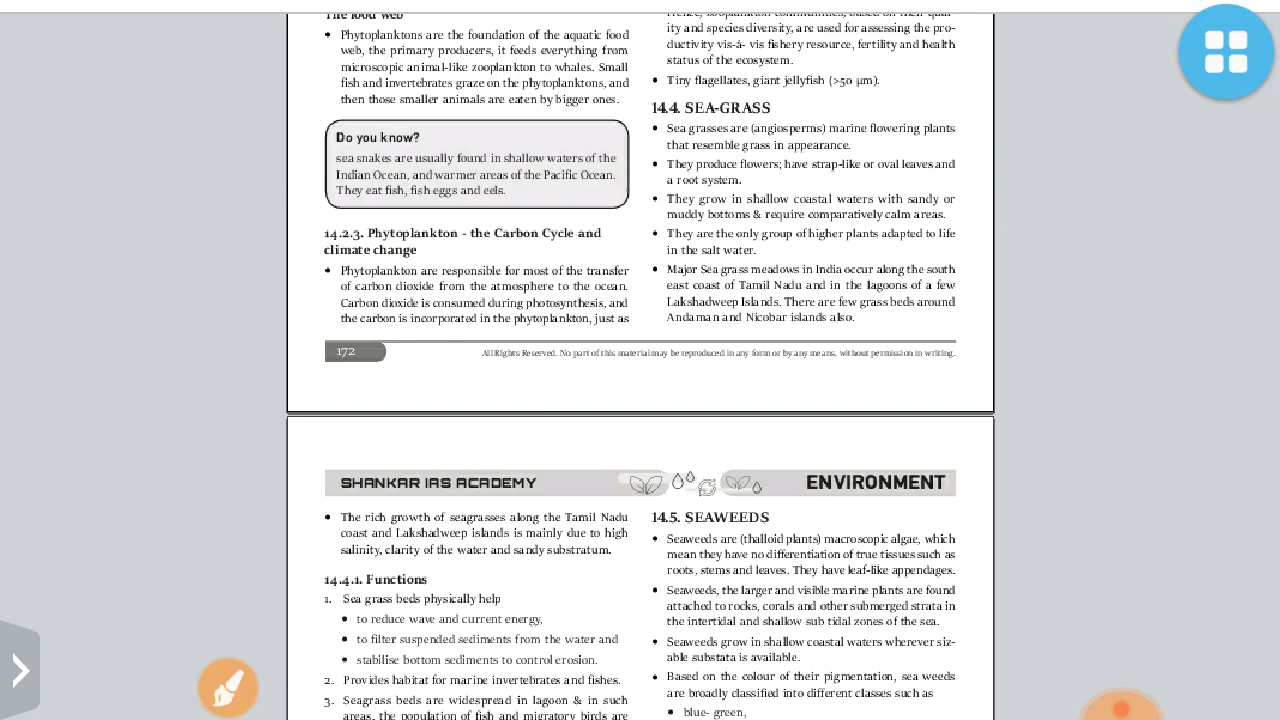 The food web
• Phytoplanktons are the foundation of the aquatic food
web, the primary producers, it feeds everything from
microscopic animal-like zooplankton to whales. Small
fish and invertebrates graze on the phytoplanktons, and
then those smaller animals are eaten by bigger ones.
Do you know?
sea snakes are usually found in shallow waters of the
Indian Ocean, and warmer areas of the Pacific Ocean.
They eat fish, fish eggs and eels.
14.2.3. Phytoplankton - the Carbon Cycle and
climate change
• Phytoplankton are responsible for most of the transfer
of carbon dioxide from the atmosphere to the ocean.
Carbon dioxide is consumed during photosynthesis, and
the carbon is incorporated in the phytoplankton, just as
Hence, zooplankton communities, based on their qual-
ity and species diversity, are used for assessing the pro-
ductivity vis-à- vis fishery resource, fertility and health
status of the ecosystem.
• Tiny flagellates, giant jellyfish (>50 µm).
14.4. SEA-GRASS
• Sea grasses are (angiosperms) marine flowering plants
that resemble grass in appearance.
• They produce flowers; have strap-like or oval leaves and
a root system.
• They grow in shallow coastal waters with sandy or
muddy bottoms & require comparatively calm areas.
• They are the only group of higher plants adapted to life
in the salt water.
• Major Sea grass meadows in India occur along the south
east coast of Tamil Nadu and in the lagoons of a few
Lakshadweep Islands. There are few grass beds around
Andaman and Nicobar islands also.
172
All Rights Reserved. No part of this material may be reproduced in any form or by any means, without permission in writing.
SHANKAR IAS ACADEMY
ENVIRONMENT
• The rich growth of seagrasses along the Tamil Nadu
coast and Lakshadweep islands is mainly due to high
salinity, clarity of the water and sandy substratum.
14.4.1. Functions
1. Sea grass beds physically help
• to reduce wave and current energy,
• to filter suspended sediments from the water and
• stabilise bottom sediments to control erosion.
2. Provides habitat for marine invertebrates and fishes.
3. Seagrass beds are widespread in lagoon & in such
areas, the population of fish and migratory birds are
14.5. SEAWEEDS
• Seaweeds are (thalloid plants) macroscopic algae, which
mean they have no differentiation of true tissues such as
roots, stems and leaves. They have leaf-like appendages.
• Seaweeds, the larger and visible marine plants are found
attached to rocks, corals and other submerged strata in
the intertidal and shallow sub tidal zones of the sea.
• Seaweeds grow in shallow coastal waters wherever siz-
able substata is available.
• Based on the colour of their pigmentation, sea weeds
are broadly classified into different classes such as
• blue- green,